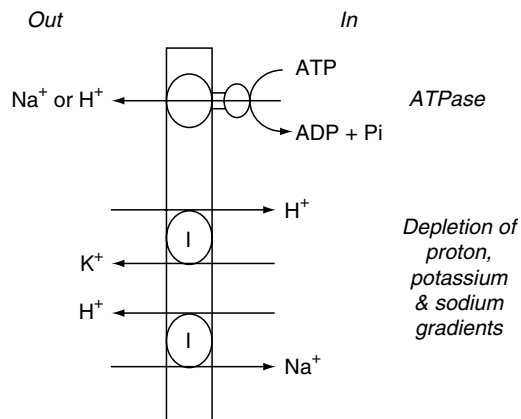 Out
In
ATP
Na⁺ or H⁺
ATPase
ADP + Pi
H⁺
I
K⁺
Depletion of
proton,
potassium
& sodium
gradients
H⁺
I
Na⁺